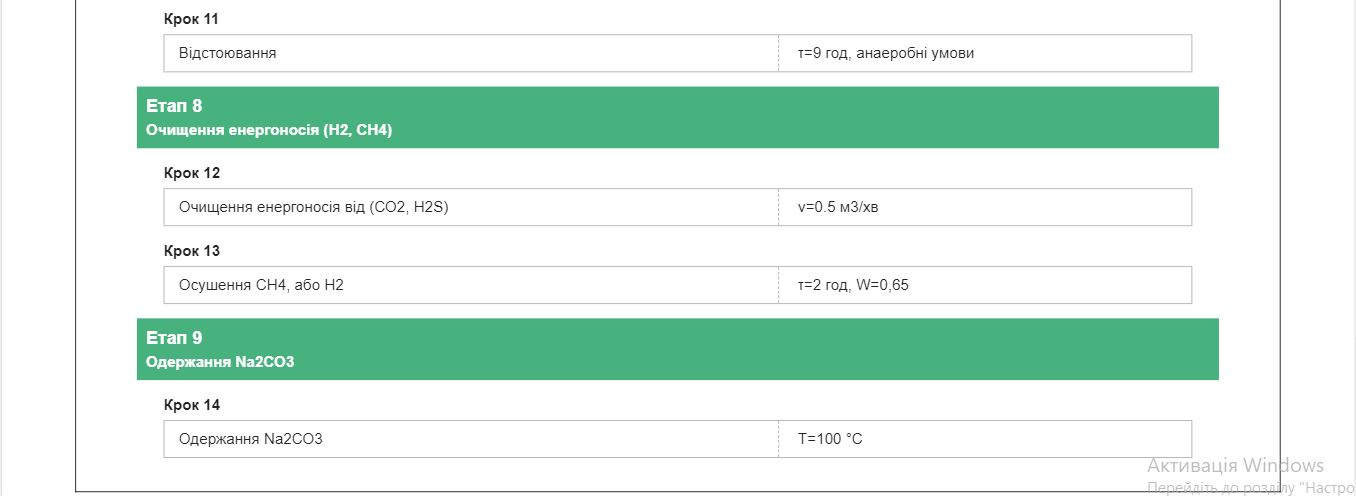 Крок 11
Відстоювання τ=9 год, анаеробні умови
Етап 8
Очищення енергоносія (H2, CH4)
Крок 12
Очищення енергоносія від (CO2, H2S) v=0.5 м3/хв
Крок 13
Осушення CH4, або H2 τ=2 год, W=0,65
Етап 9
Одержання Na2CO3
Крок 14
Одержання Na2CO3 T=100 °C
Активація Windows
Перейдіть до розділу "Настро